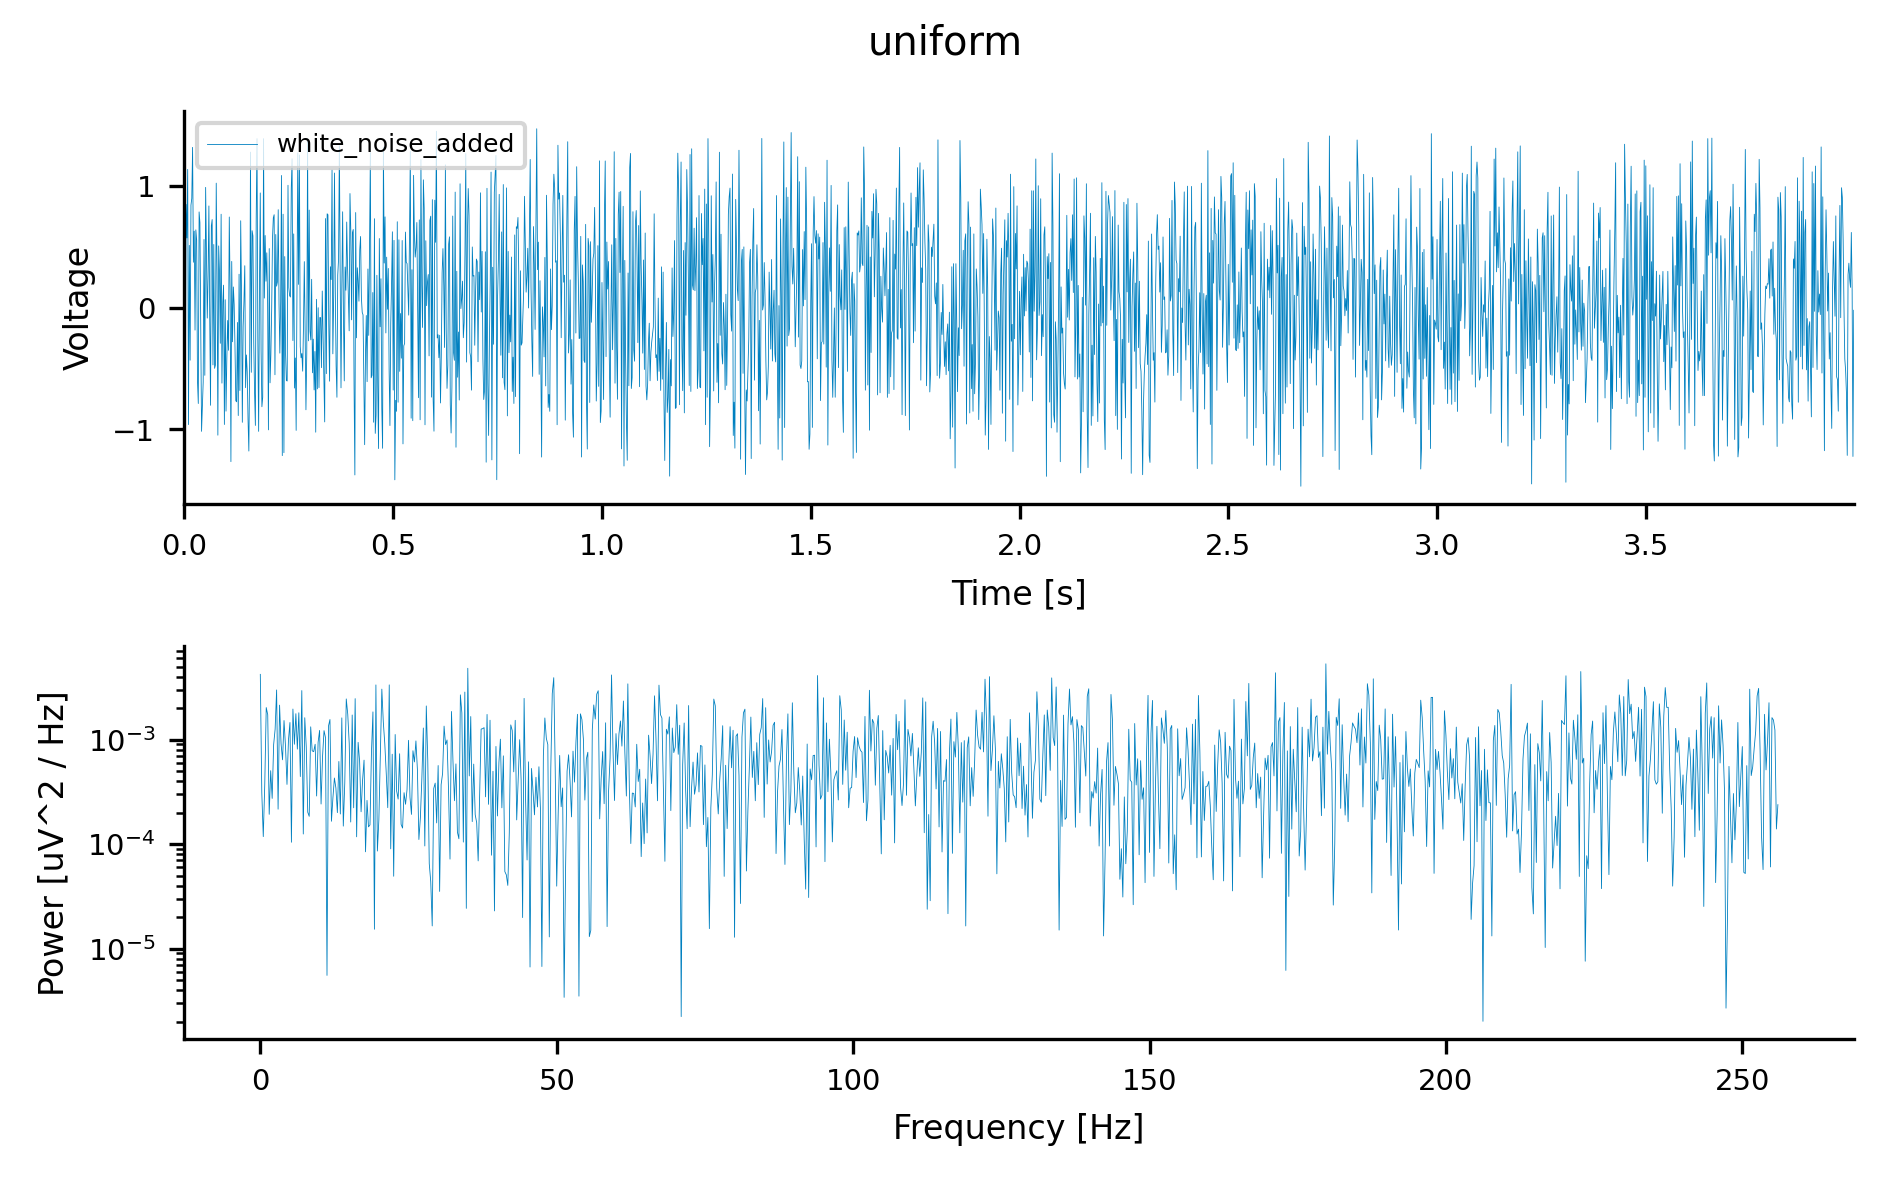 uniform
white_noise_added
Voltage
1
0
−1
0.0 0.5 1.0 1.5 2.0 2.5 3.0 3.5
Time [s]
Power [uV^2 / Hz]
10⁻³
10⁻⁴
10⁻⁵
0 50 100 150 200 250
Frequency [Hz]